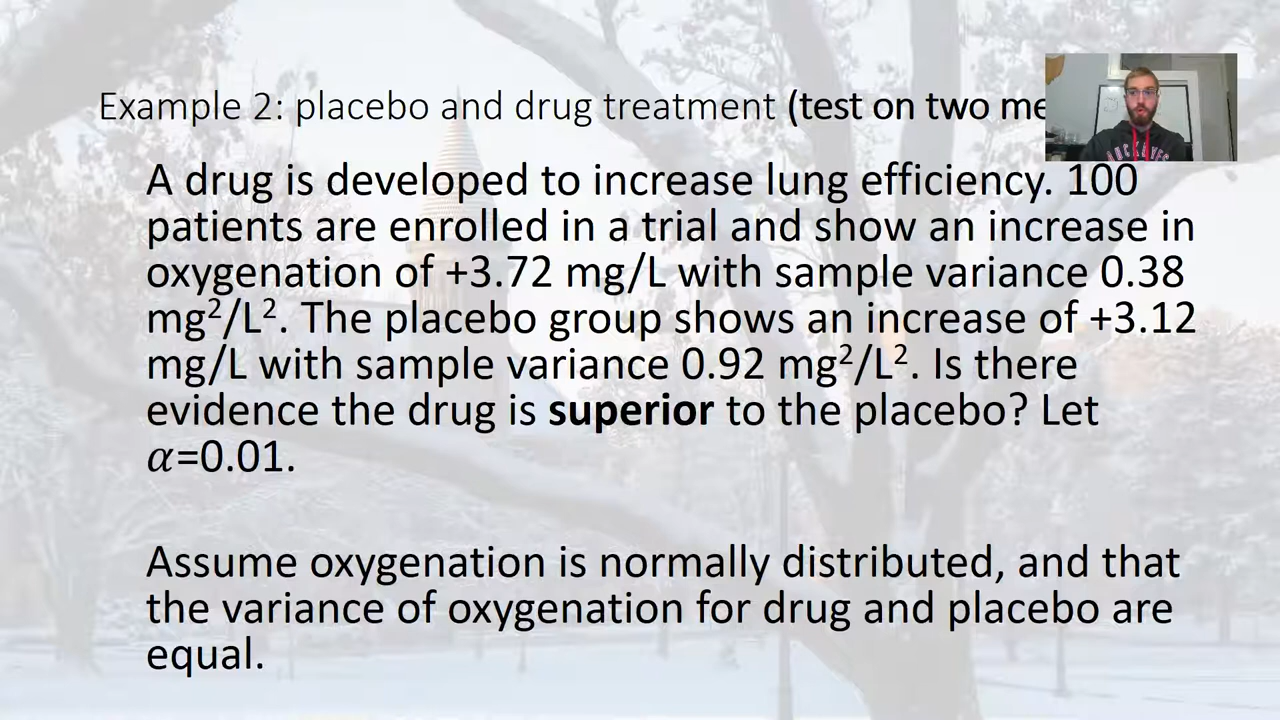 Example 2: placebo and drug treatment (test on two me
A drug is developed to increase lung efficiency. 100
patients are enrolled in a trial and show an increase in
oxygenation of +3.72 mg/L with sample variance 0.38
mg²/L². The placebo group shows an increase of +3.12
mg/L with sample variance 0.92 mg²/L². Is there
evidence the drug is superior to the placebo? Let
𝛼=0.01.
Assume oxygenation is normally distributed, and that
the variance of oxygenation for drug and placebo are
equal.